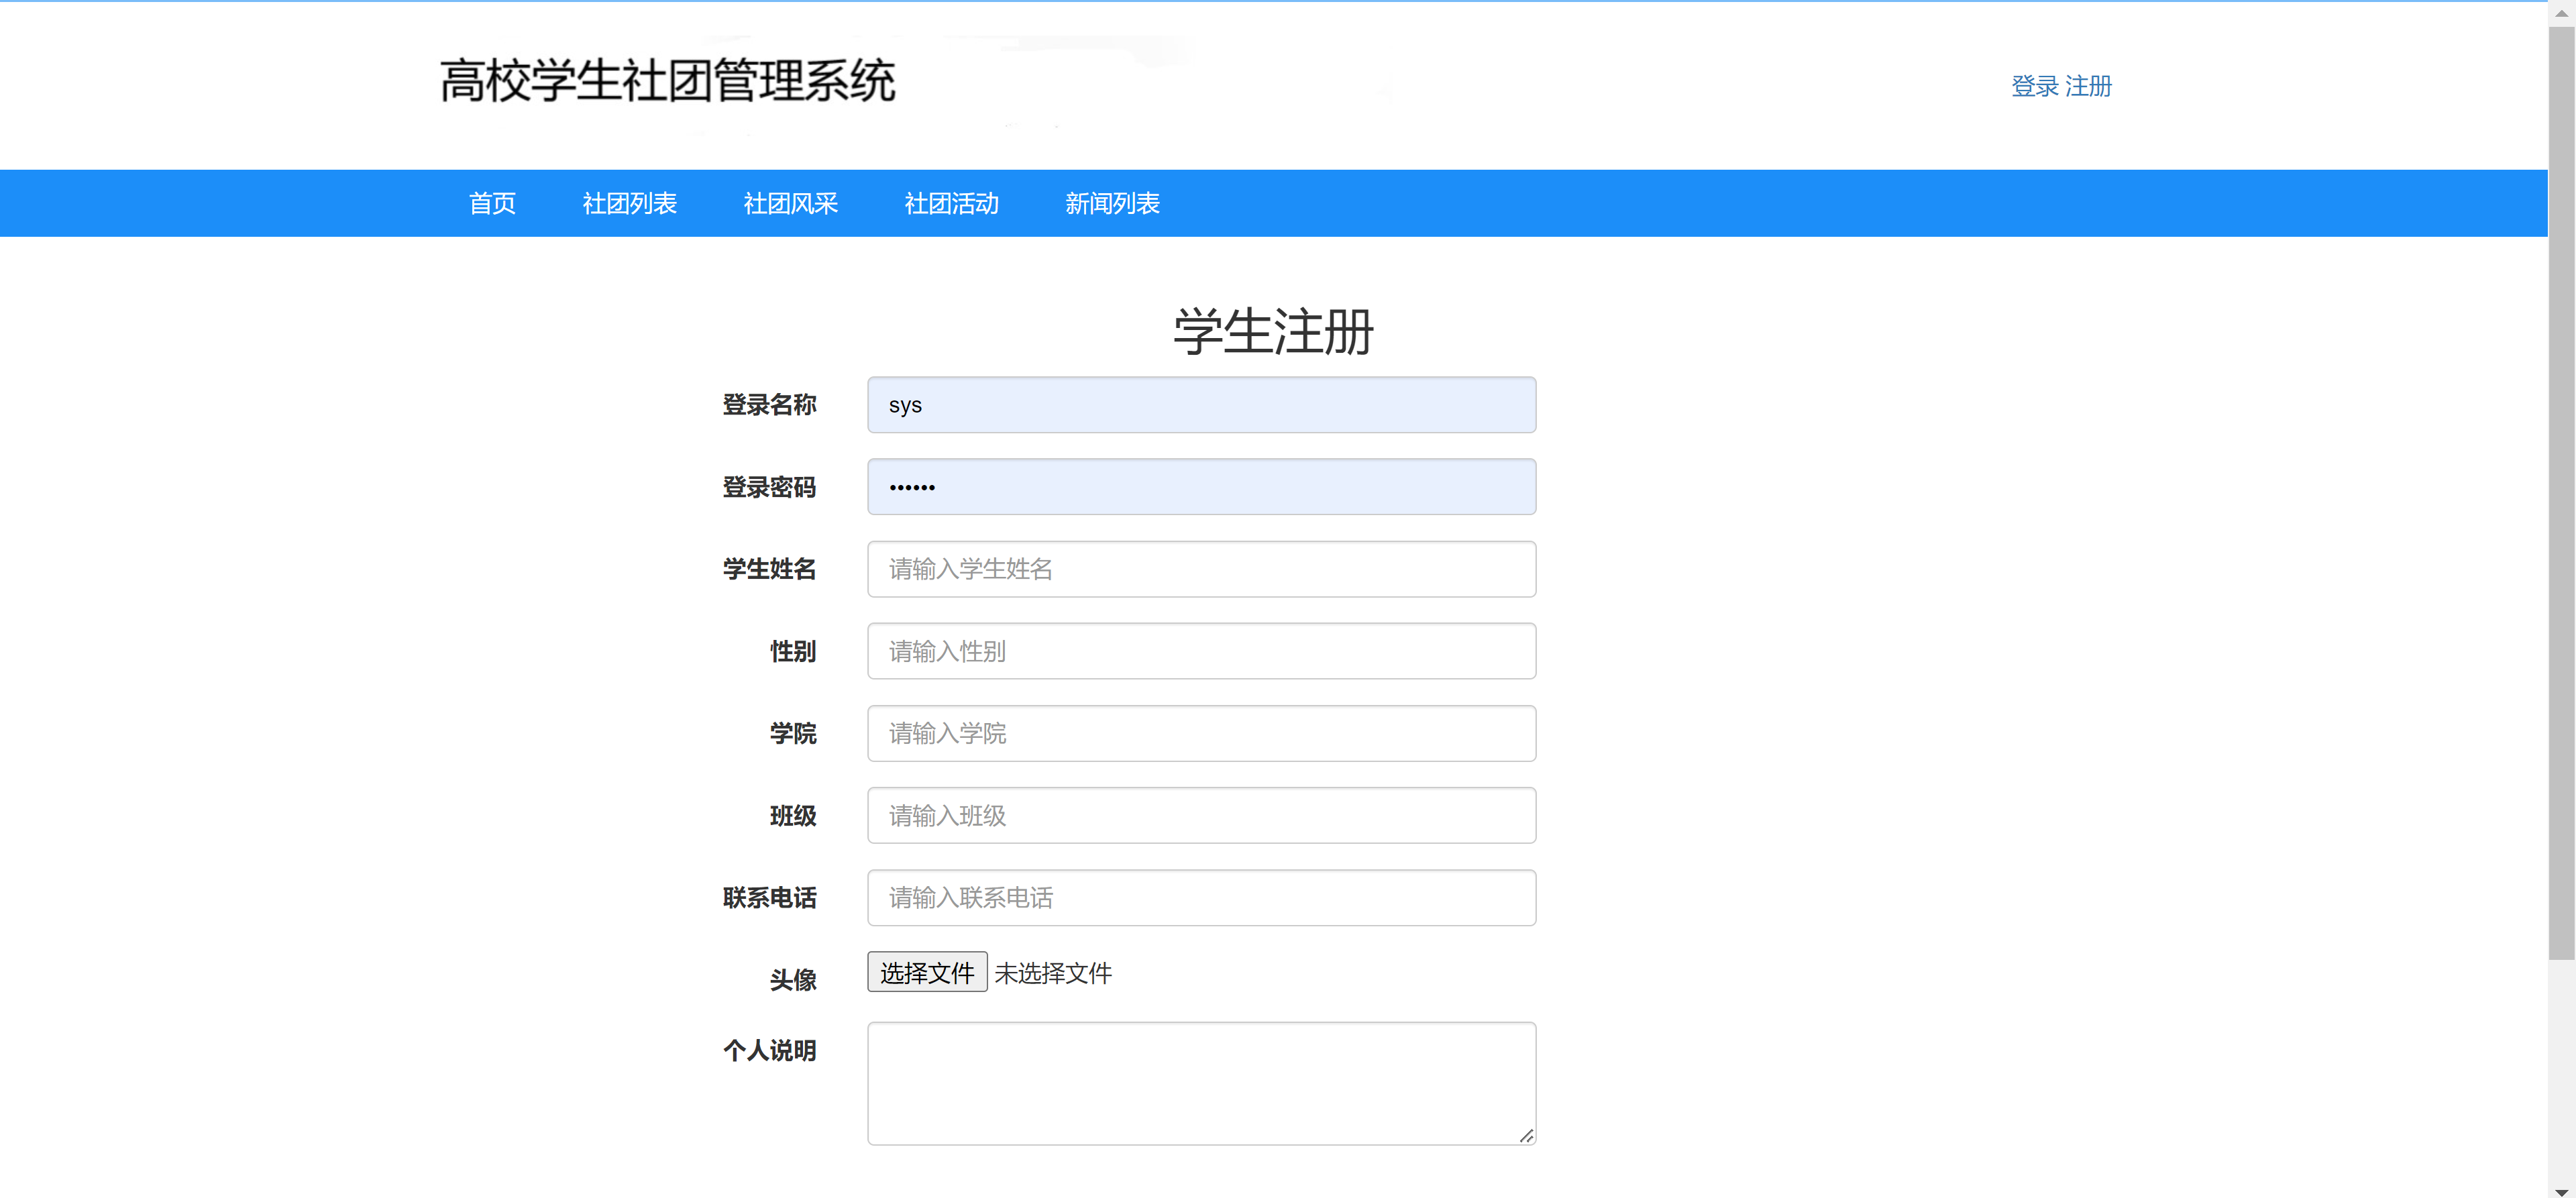 高校学生社团管理系统
登录 注册
首页 社团列表 社团风采 社团活动 新闻列表
学生注册
登录名称 sys
登录密码 ••••••
学生姓名 请输入学生姓名
性别 请输入性别
学院 请输入学院
班级 请输入班级
联系电话 请输入联系电话
头像 选择文件 未选择文件
个人说明